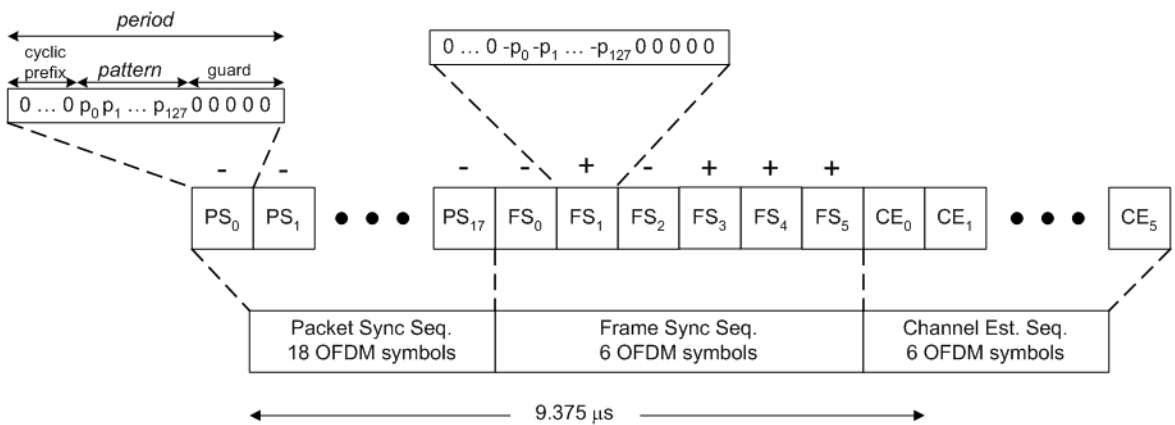 period
cyclic
prefix
pattern
guard
0 ... 0 p0 p1 ... p127 0 0 0 0 0
0 ... 0 -p0 -p1 ... -p127 0 0 0 0 0
- - - - + - + + +
PS0 PS1 ● ● ● PS17 FS0 FS1 FS2 FS3 FS4 FS5 CE0 CE1 ● ● ● CE5
Packet Sync Seq.
18 OFDM symbols
Frame Sync Seq.
6 OFDM symbols
Channel Est. Seq.
6 OFDM symbols
9.375 μs